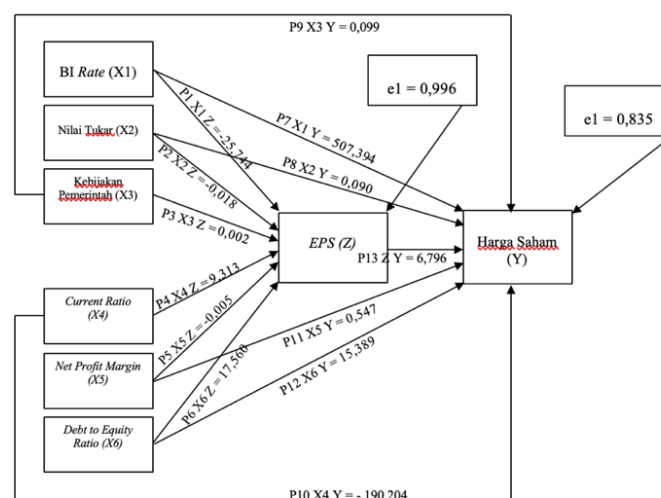 P9 X3 Y = 0,099
BI Rate (X1)
e1 = 0,996
e1 = 0,835
P1 X1 Z = -25,744
P7 X1 Y = 507,394
Nilai Tukar (X2)
P2 X2 Z = -0,018
P8 X2 Y = 0,090
Kebijakan
Pemerintah (X3)
P3 X3 Z = 0,002
EPS (Z)
P13 Z Y = 6,796
Harga Saham
(Y)
Current Ratio
(X4)
P4 X4 Z = 9,313
P5 X5 Z = -0,005
Net Profit Margin
(X5)
P11 X5 Y = 0,547
P6 X6 Z = 17,560
P12 X6 Y = 15,389
Debt to Equity
Ratio (X6)
P10 X4 Y = - 190,204